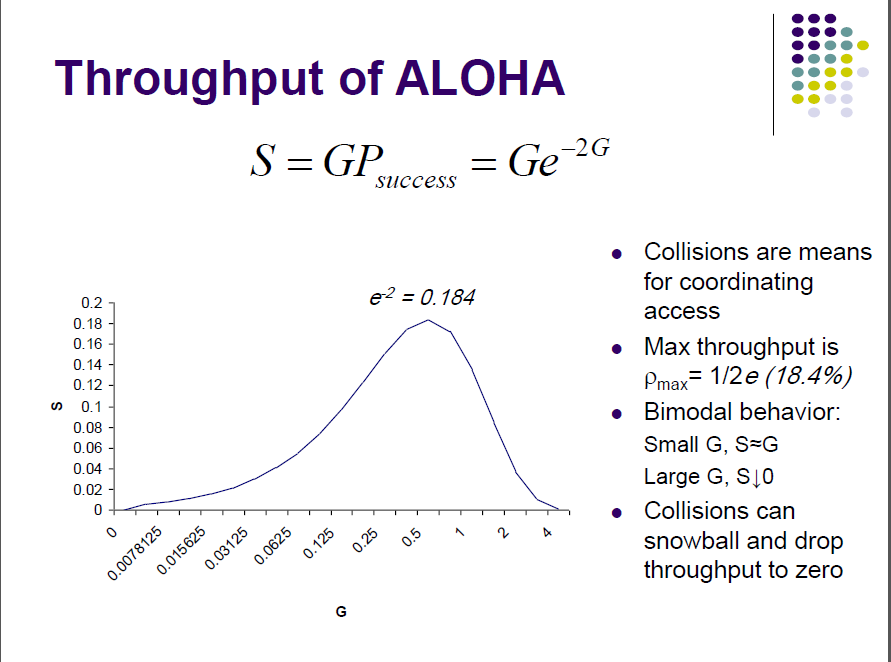 Throughput of ALOHA
S = GP_success = Ge^{-2G}
e^{-2} = 0.184
0.2
0.18
0.16
0.14
0.12
0.1
0.08
0.06
0.04
0.02
0
S
0
0.0078125
0.015625
0.03125
0.0625
0.125
0.25
0.5
1
2
4
G
● Collisions are means
for coordinating
access
● Max throughput is
ρ_max= 1/2e (18.4%)
● Bimodal behavior:
Small G, S≈G
Large G, S↓0
● Collisions can
snowball and drop
throughput to zero